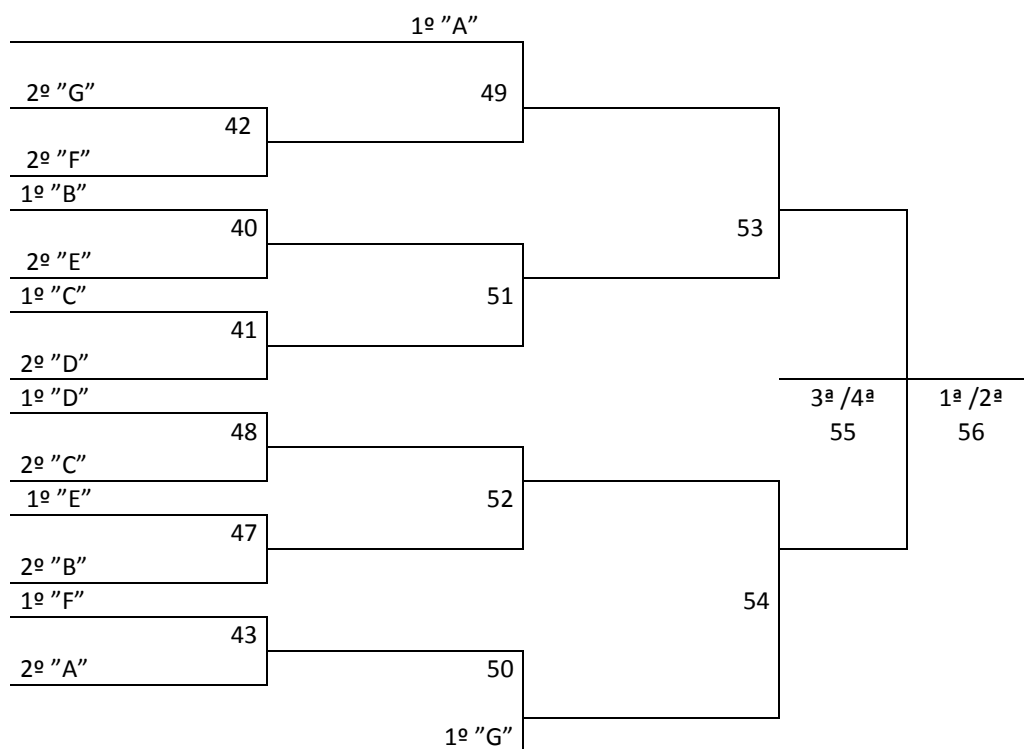 1º ”A”
2º ”G”
49
42
2º ”F”
1º ”B”
40
53
2º ”E”
1º ”C”
51
41
2º ”D”
1º ”D”
3ª /4ª
1ª /2ª
48
55
56
2º ”C”
1º ”E”
52
47
2º ”B”
1º ”F”
54
43
2º ”A”
50
1º ”G”